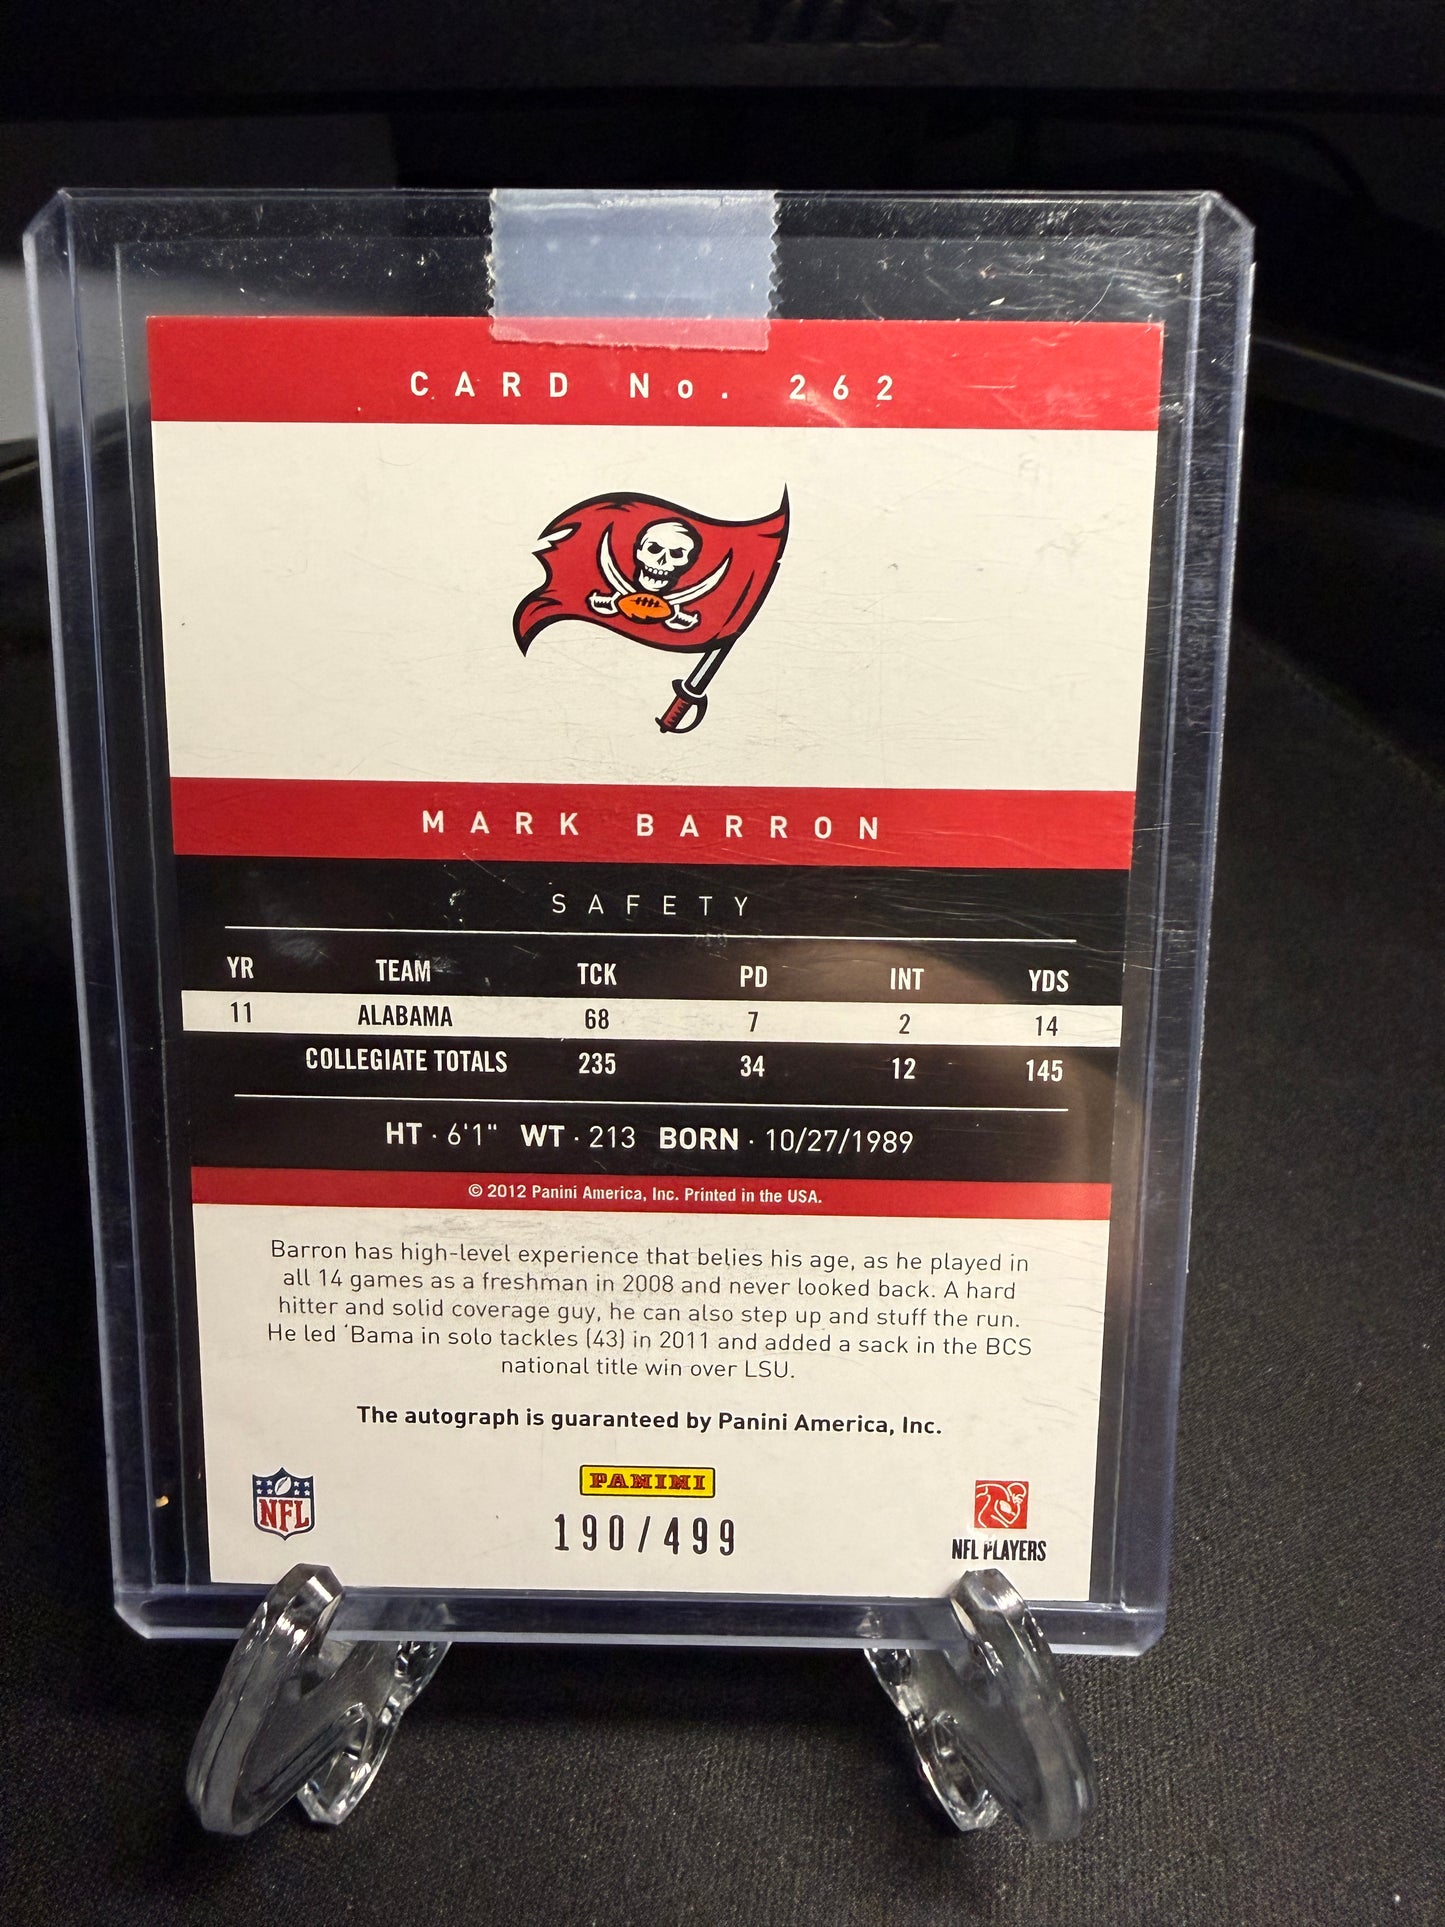 CARD No. 262
MARK BARRON
SAFETY
YR TEAM TCK PD INT YDS
11 ALABAMA 68 7 2 14
COLLEGIATE TOTALS 235 34 12 145
HT · 6'1" WT · 213 BORN · 10/27/1989
© 2012 Panini America, Inc. Printed in the USA.
Barron has high-level experience that belies his age, as he played in
all 14 games as a freshman in 2008 and never looked back. A hard
hitter and solid coverage guy, he can also step up and stuff the run.
He led 'Bama in solo tackles (43) in 2011 and added a sack in the BCS
national title win over LSU.
The autograph is guaranteed by Panini America, Inc.
PANINI
NFL
190/499
NFL PLAYERS